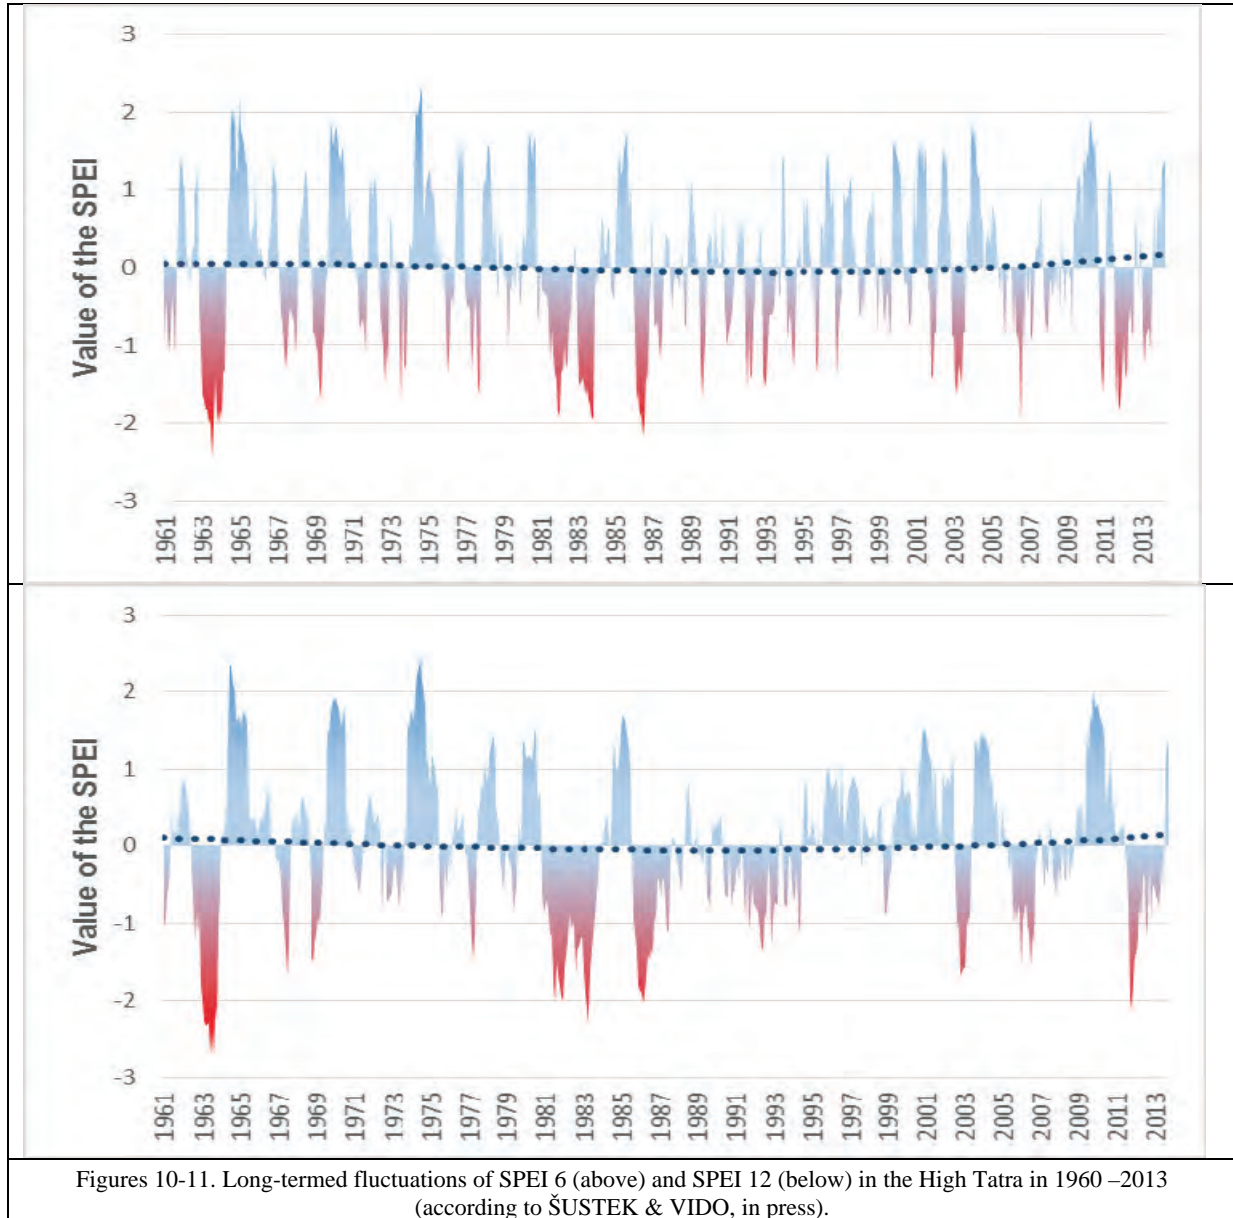 3
2
1
0
-1
-2
-3
Value of the SPEI
1961 1963 1965 1967 1969 1971 1973 1975 1977 1979 1981 1983 1985 1987 1989 1991 1993 1995 1997 1999 2001 2003 2005 2007 2009 2011 2013
3
2
1
0
-1
-2
-3
Value of the SPEI
1961 1963 1965 1967 1969 1971 1973 1975 1977 1979 1981 1983 1985 1987 1989 1991 1993 1995 1997 1999 2001 2003 2005 2007 2009 2011 2013
Figures 10-11. Long-termed fluctuations of SPEI 6 (above) and SPEI 12 (below) in the High Tatra in 1960 –2013
(according to ŠUSTEK & VIDO, in press).